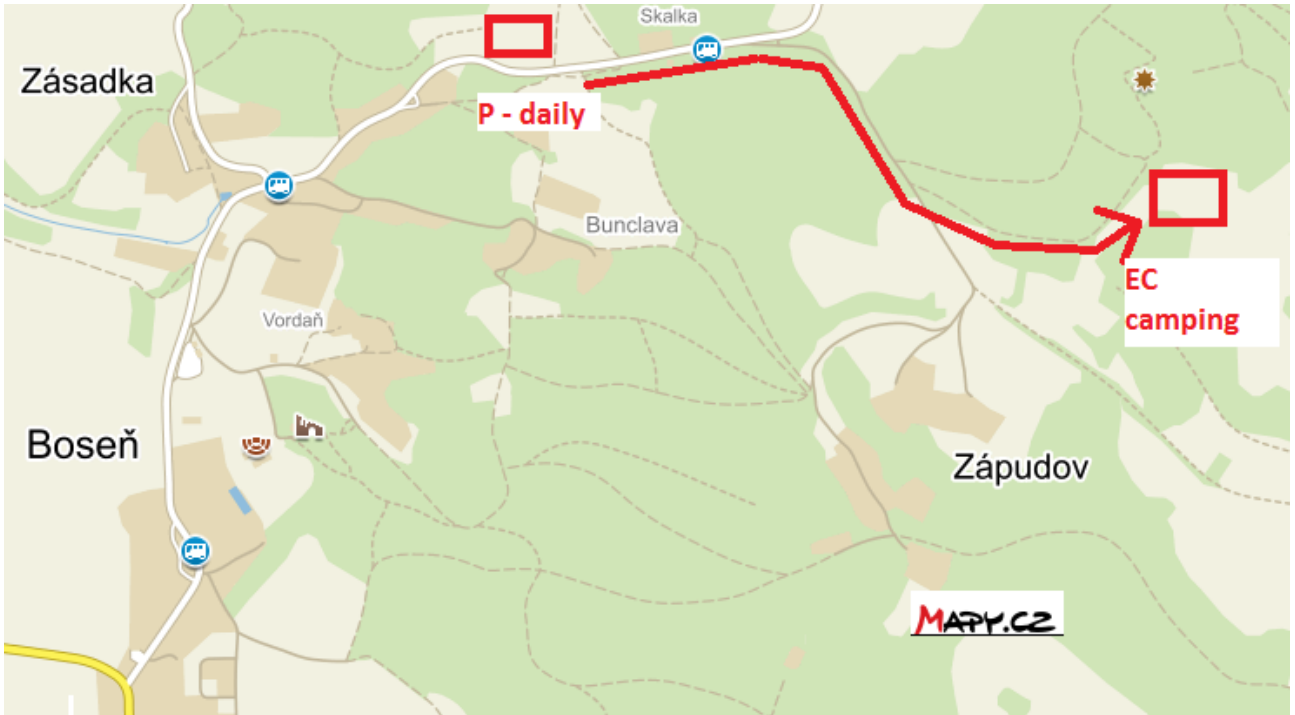 Skalka
Zásadka
P - daily
Bunclava
EC
camping
Vordaň
Boseň
Zápudov
MAPY.CZ